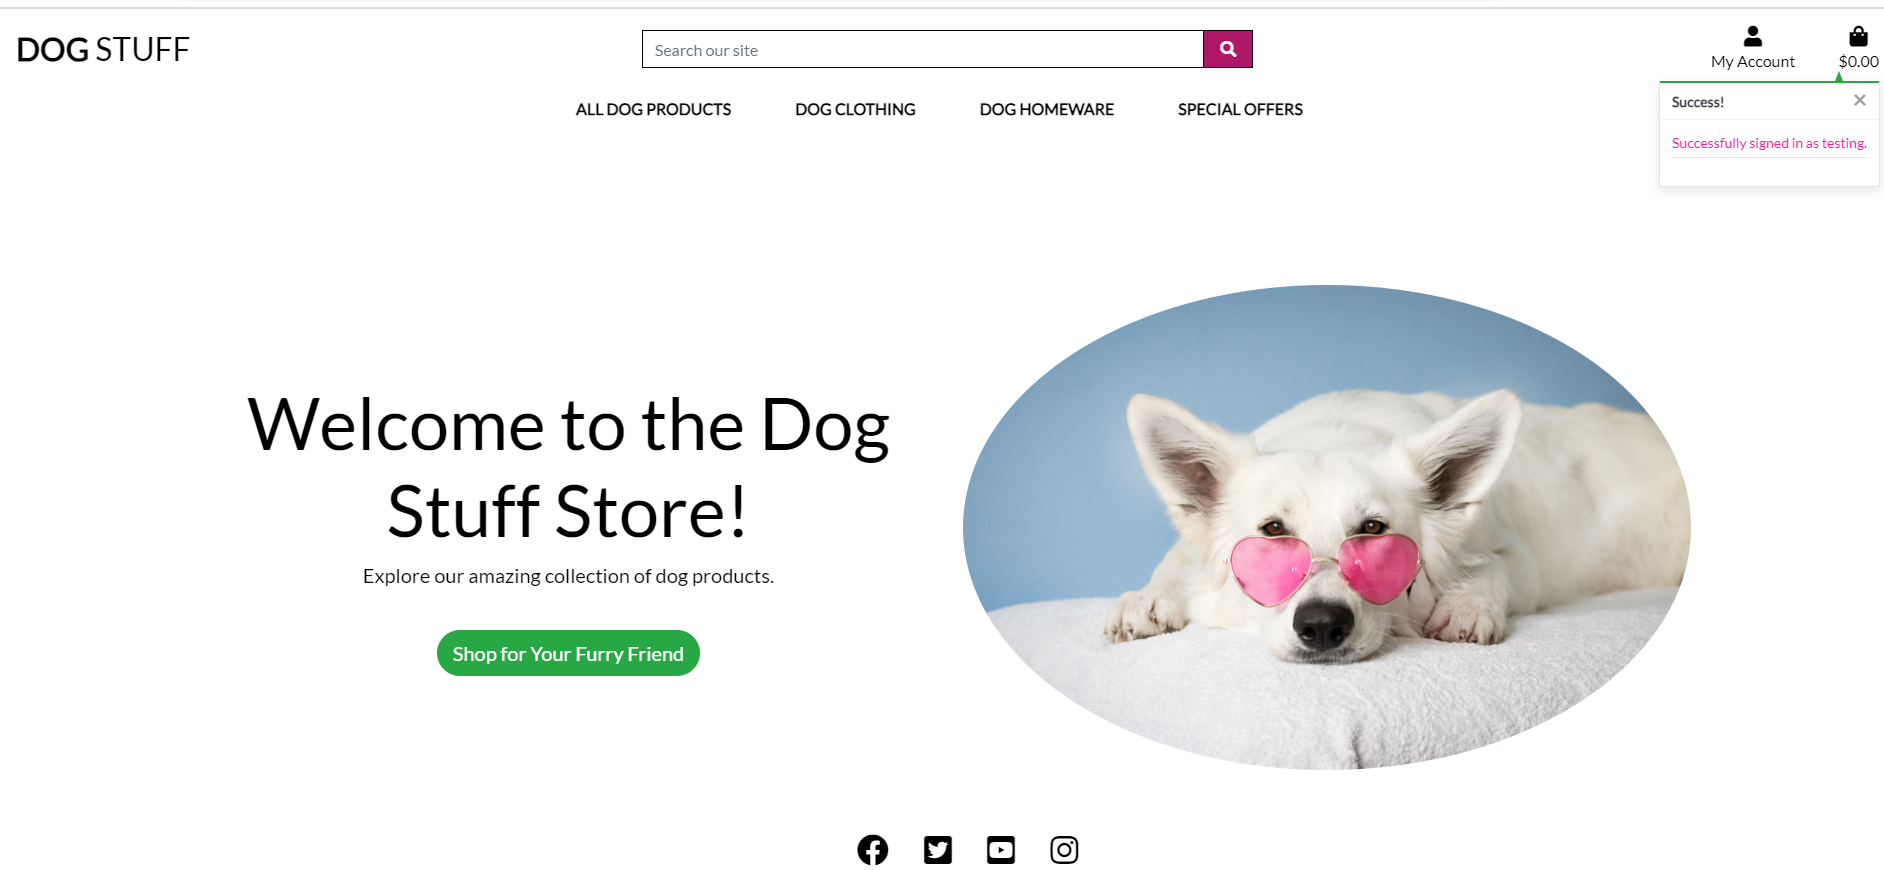 DOG STUFF
Search our site
My Account
$0.00
ALL DOG PRODUCTS
DOG CLOTHING
DOG HOMEWARE
SPECIAL OFFERS
Success!
Successfully signed in as testing.
Welcome to the Dog
Stuff Store!
Explore our amazing collection of dog products.
Shop for Your Furry Friend